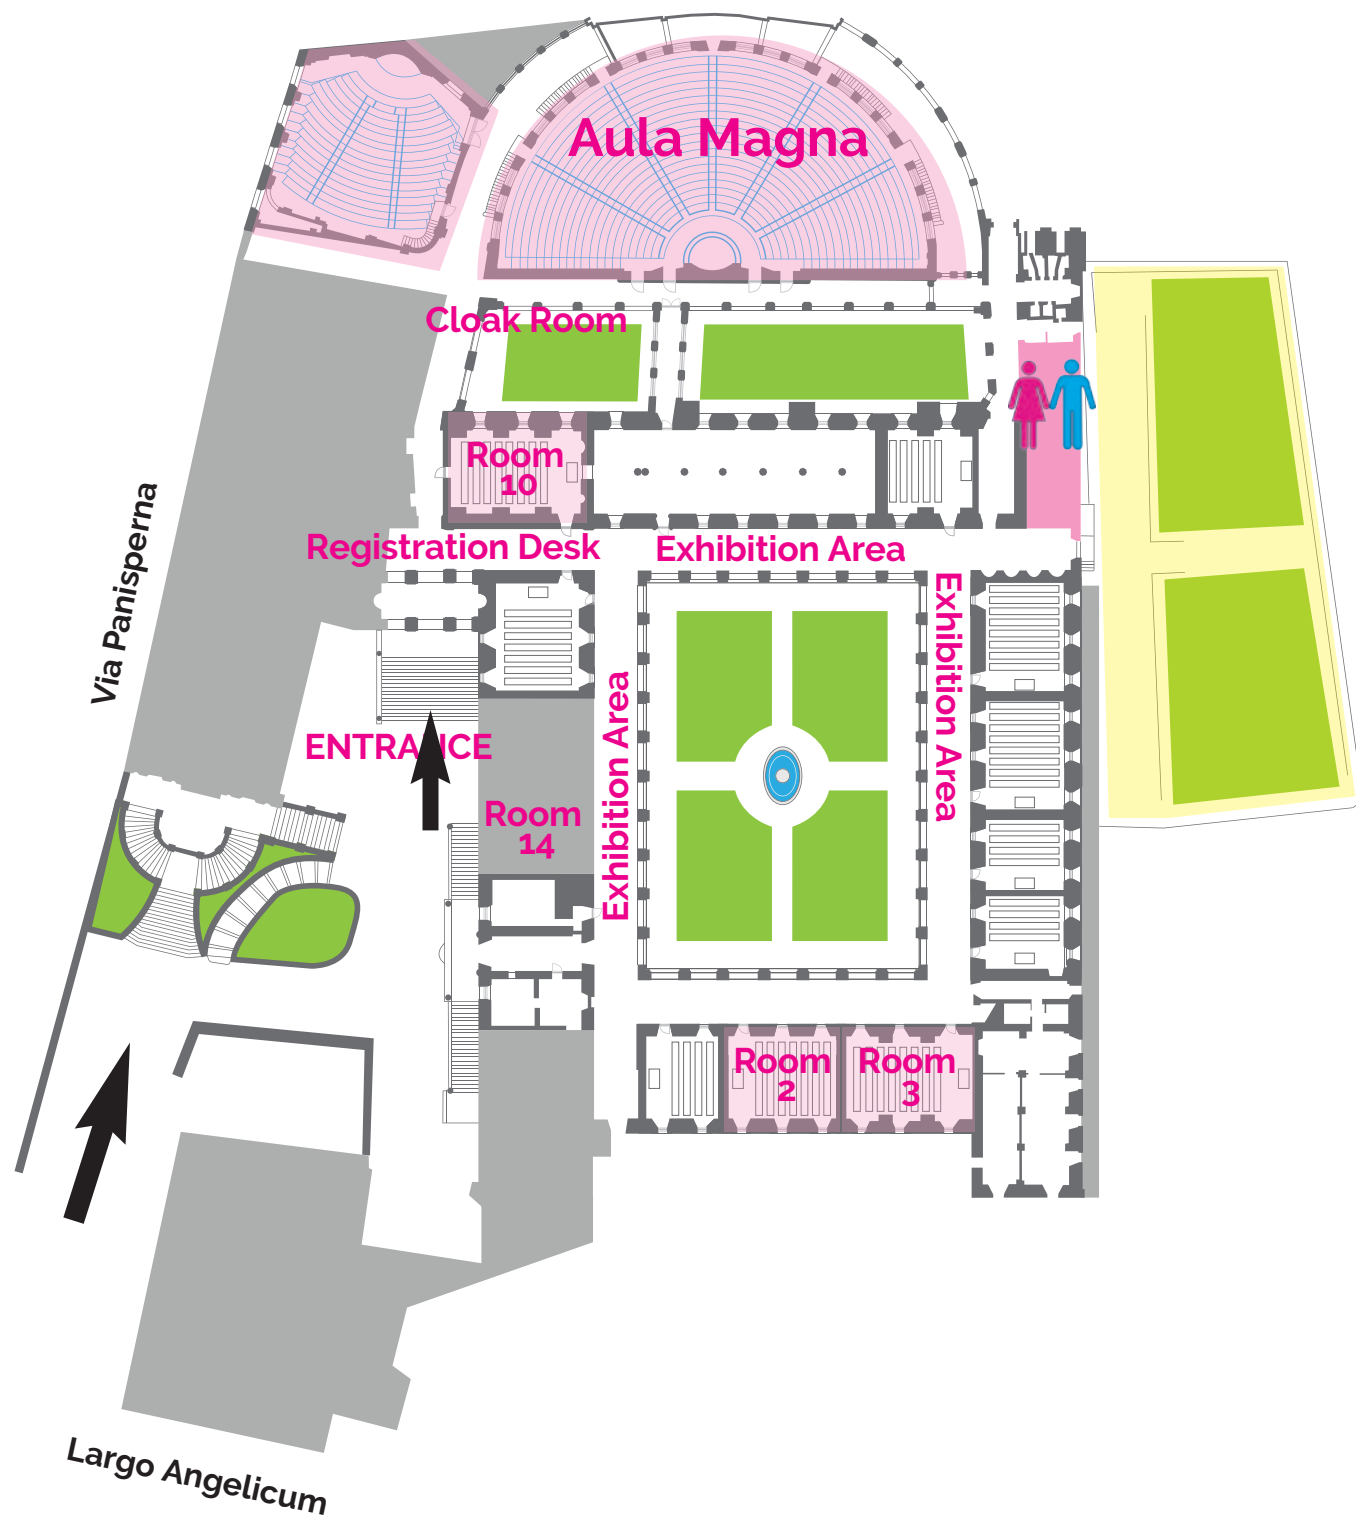 Aula Magna
Cloak Room
Room
10
Registration Desk
Exhibition Area
Via Panisperna
Exhibition Area
Exhibition Area
ENTRANCE
Room
14
Room
2
Room
3
Largo Angelicum